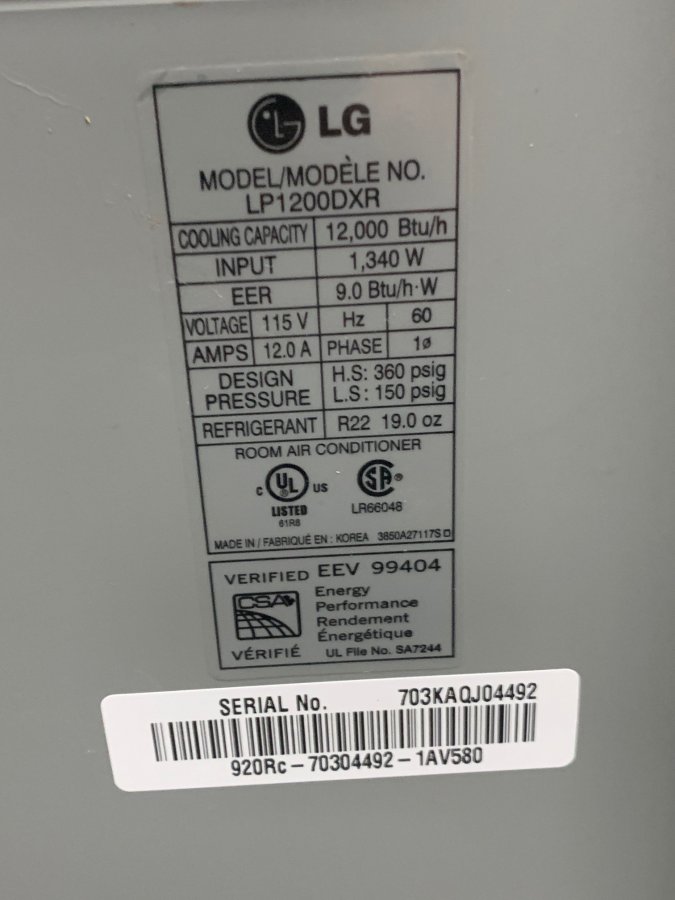 LG
MODEL/MODÈLE NO.
LP1200DXR
COOLING CAPACITY 12,000 Btu/h
INPUT 1,340 W
EER 9.0 Btu/h·W
VOLTAGE 115 V Hz 60
AMPS 12.0 A PHASE 1ø
DESIGN PRESSURE H.S: 360 psig
L.S: 150 psig
REFRIGERANT R22 19.0 oz
ROOM AIR CONDITIONER
C UL US SA
LISTED LR66048
61R8
MADE IN / FABRIQUÉ EN : KOREA 3850A27117S
VERIFIED EEV 99404
CSA Energy
Performance
Rendement
Énergétique
VÉRIFIÉ UL File No. SA7244
SERIAL No. 703KAQJ04492
920Rc-70304492-1AV580